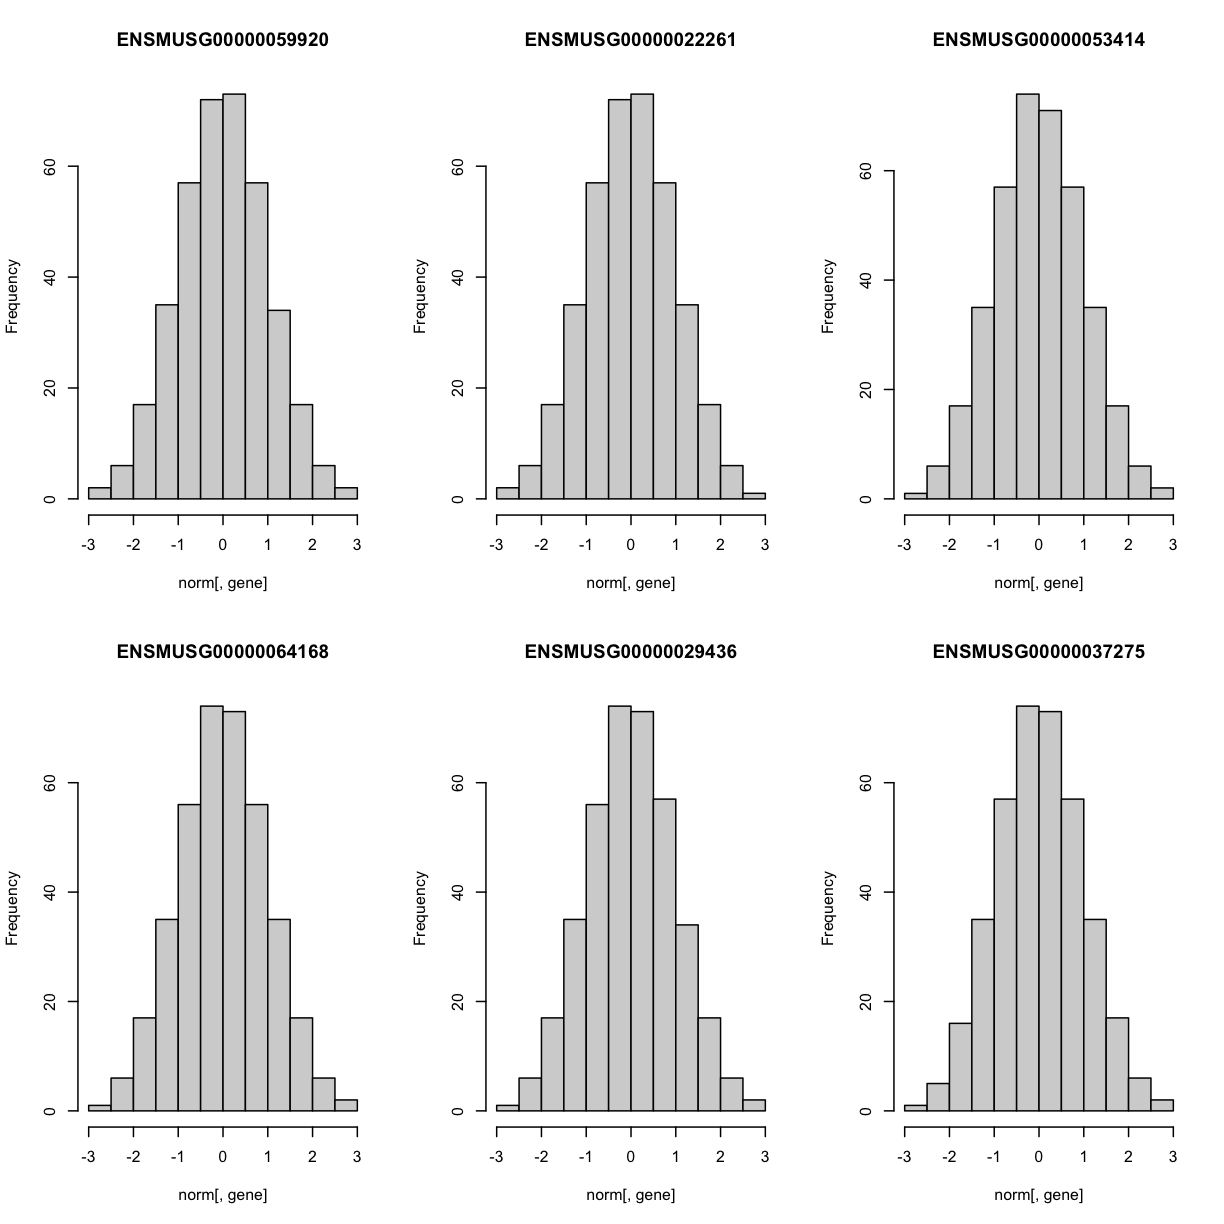 ENSMUSG00000059920
ENSMUSG00000022261
ENSMUSG00000053414
Frequency
0
20
40
60
-3 -2 -1 0 1 2 3
norm[, gene]
Frequency
0
20
40
60
-3 -2 -1 0 1 2 3
norm[, gene]
Frequency
0
20
40
60
-3 -2 -1 0 1 2 3
norm[, gene]
ENSMUSG00000064168
ENSMUSG00000029436
ENSMUSG00000037275
Frequency
0
20
40
60
-3 -2 -1 0 1 2 3
norm[, gene]
Frequency
0
20
40
60
-3 -2 -1 0 1 2 3
norm[, gene]
Frequency
0
20
40
60
-3 -2 -1 0 1 2 3
norm[, gene]